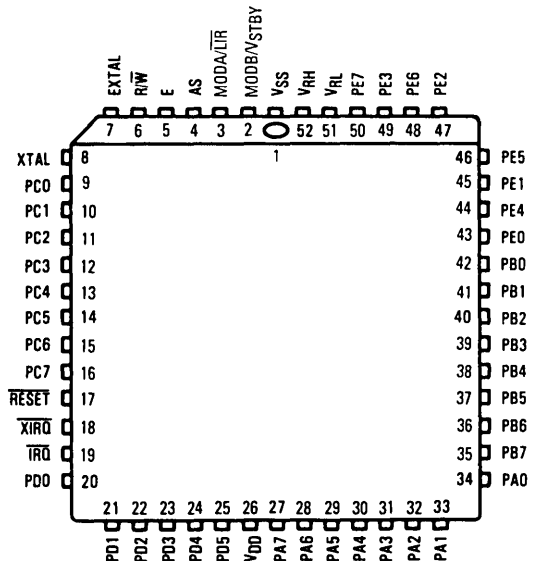 EXTAL R/W̅ E AS MODA/L̅I̅R̅ MODB/VSTBY VSS VRH VRL PE7 PE3 PE6 PE2
7 6 5 4 3 2 52 51 50 49 48 47
1
XTAL 8 46 PE5
PC0 9 45 PE1
PC1 10 44 PE4
PC2 11 43 PE0
PC3 12 42 PB0
PC4 13 41 PB1
PC5 14 40 PB2
PC6 15 39 PB3
PC7 16 38 PB4
R̅E̅S̅E̅T̅ 17 37 PB5
X̅I̅R̅Q̅ 18 36 PB6
I̅R̅Q̅ 19 35 PB7
PD0 20 34 PA0
21 22 23 24 25 26 27 28 29 30 31 32 33
PD1 PD2 PD3 PD4 PD5 VDD PA7 PA6 PA5 PA4 PA3 PA2 PA1